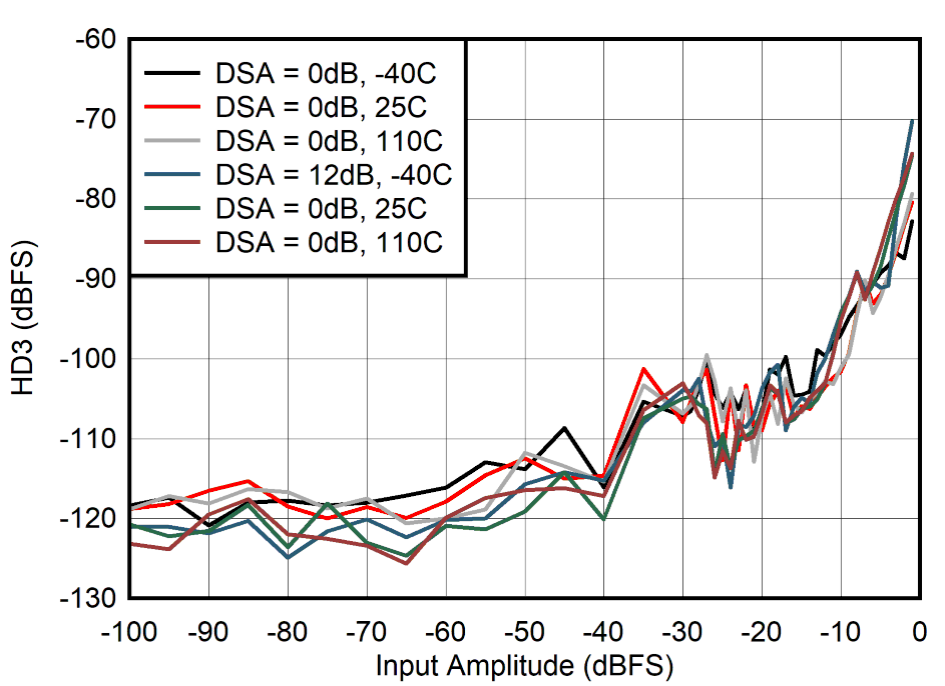 -60
-70
-80
-90
-100
-110
-120
-130
HD3 (dBFS)
DSA = 0dB, -40C
DSA = 0dB, 25C
DSA = 0dB, 110C
DSA = 12dB, -40C
DSA = 0dB, 25C
DSA = 0dB, 110C
-100 -90 -80 -70 -60 -50 -40 -30 -20 -10 0
Input Amplitude (dBFS)